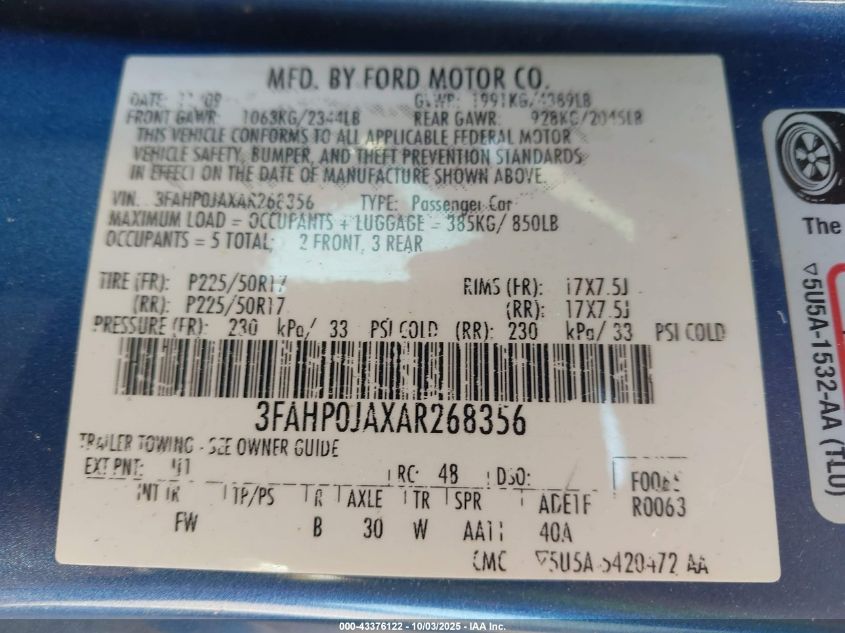 MFD. BY FORD MOTOR CO.
DATE: /09 GVWR: 1991KG/4389LB
FRONT GAWR: 1063KG/2344LB REAR GAWR: 928KG/2045LB
THIS VEHICLE CONFORMS TO ALL APPLICABLE FEDERAL MOTOR
VEHICLE SAFETY, BUMPER, AND THEFT PREVENTION STANDARDS
IN EFFECT ON THE DATE OF MANUFACTURE SHOWN ABOVE.
VIN: 3FAHP0JAXAR268356 TYPE: Passenger Car
MAXIMUM LOAD = OCCUPANTS + LUGGAGE = 385KG/ 850LB
OCCUPANTS = 5 TOTAL: 2 FRONT, 3 REAR
TIRE (FR): P225/50R17 RIMS (FR): 17X7.5J
(RR): P225/50R17 (RR): 17X7.5J
PRESSURE (FR): 230 kPa/ 33 PSI COLD (RR): 230 kPa/ 33 PSI COLD
3FAHP0JAXAR268356
TRAILER TOWING - SEE OWNER GUIDE
EXT PNT: RC: 48 DSO:
INT TR TP/PS R AXLE TR SPR
R0063
FW B 30 W 40A
CMC ▽5U5A AA
The
▽5U5A-1532-AA (TLU)
000-43376122 - 10/03/2025 - IAA Inc.